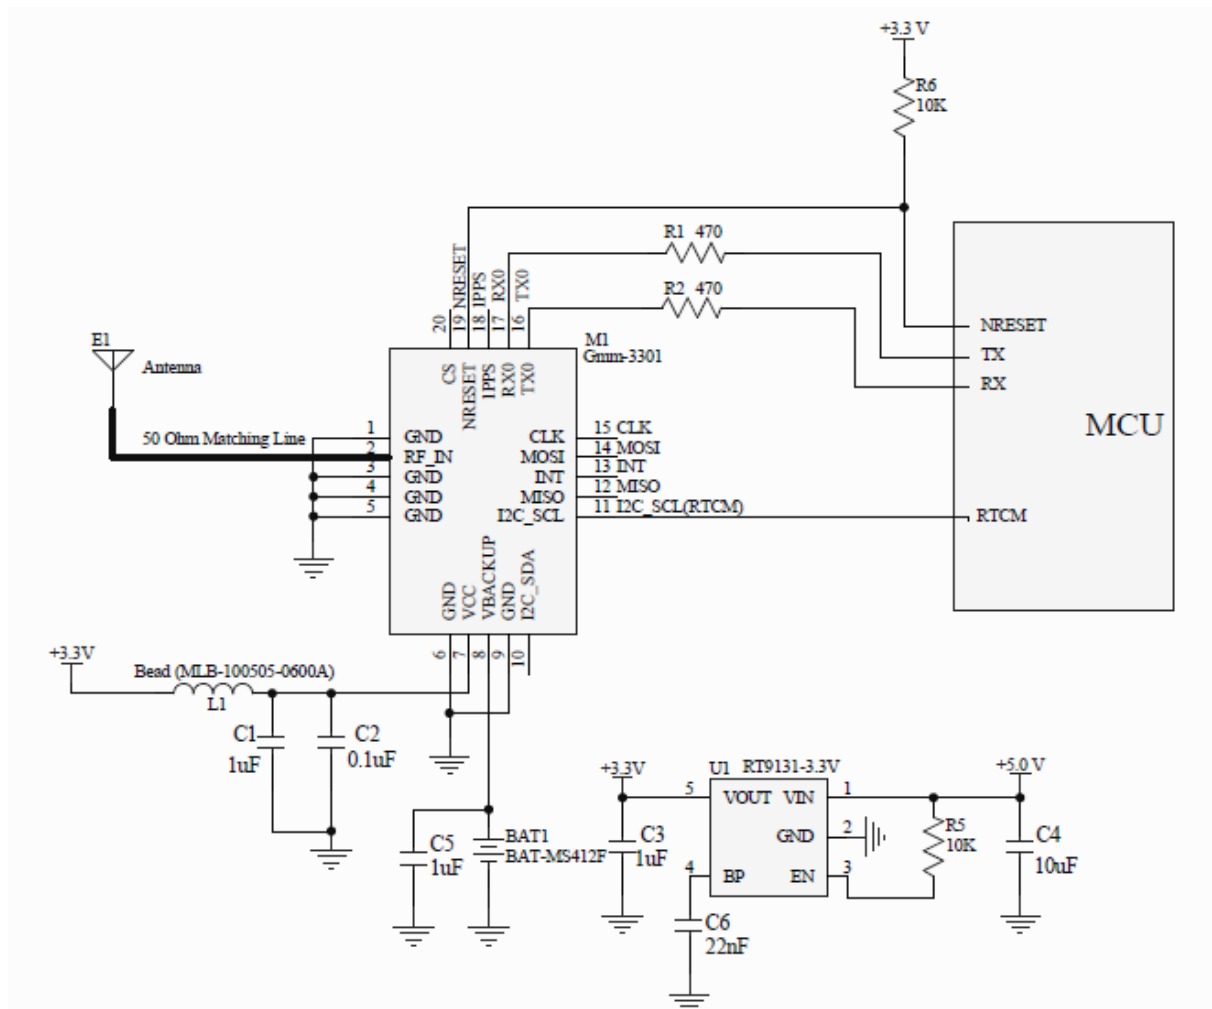 +3.3 V
R6
10K
R1 470
R2 470
20
19
18
17
16
NRESET
1PPS
RX0
TX0
M1
Gmm-3301
CS
NRESET
1PPS
RX0
TX0
E1
Antenna
50 Ohm Matching Line
1
2
3
4
5
GND
RF_IN
GND
GND
GND
CLK
MOSI
INT
MISO
I2C_SCL
15 CLK
14 MOSI
13 INT
12 MISO
11 I2C_SCL(RTCM)
NRESET
TX
RX
MCU
RTCM
GND
VCC
VBACKUP
GND
I2C_SDA
6
7
8
9
10
+3.3V
Bead (MLB-100505-0600A)
L1
C1
1uF
C2
0.1uF
C5
1uF
BAT1
BAT-MS412F
+3.3V
U1 RT9131-3.3V
+5.0 V
5
VOUT VIN
1
GND
2
BP EN
4
3
C3
1uF
R5
10K
C4
10uF
C6
22nF